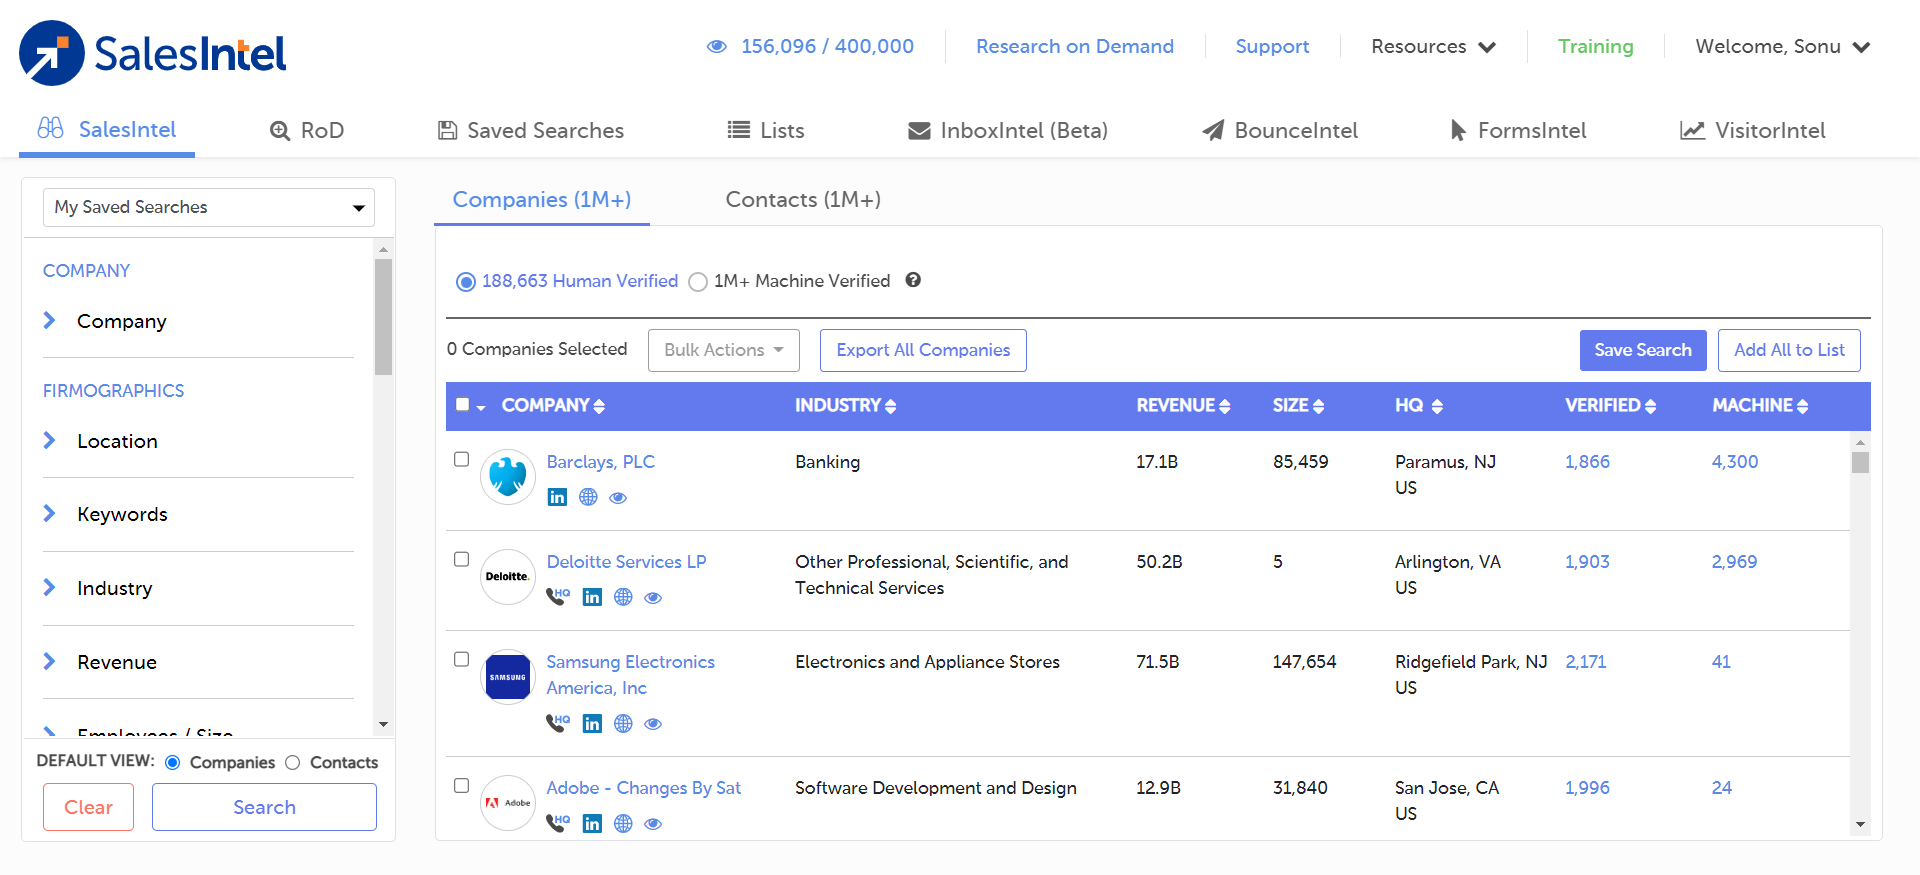 SalesIntel
156,096 / 400,000
Research on Demand
Support
Resources
Training
Welcome, Sonu
SalesIntel
RoD
Saved Searches
Lists
InboxIntel (Beta)
BounceIntel
FormsIntel
VisitorIntel
My Saved Searches
COMPANY
Company
FIRMOGRAPHICS
Location
Keywords
Industry
Revenue
Employees / Size
DEFAULT VIEW: Companies Contacts
Clear
Search
Companies (1M+)
Contacts (1M+)
188,663 Human Verified
1M+ Machine Verified
0 Companies Selected
Bulk Actions
Export All Companies
Save Search
Add All to List
COMPANY INDUSTRY REVENUE SIZE HQ VERIFIED MACHINE
Barclays, PLC Banking 17.1B 85,459 Paramus, NJ 1,866 4,300
US
Deloitte Services LP Other Professional, Scientific, and 50.2B 5 Arlington, VA 1,903 2,969
Deloitte. Technical Services US
HQ
Samsung Electronics Electronics and Appliance Stores 71.5B 147,654 Ridgefield Park, NJ 2,171 41
SAMSUNG America, Inc US
HQ
Adobe - Changes By Sat Software Development and Design 12.9B 31,840 San Jose, CA 1,996 24
Adobe US
HQ